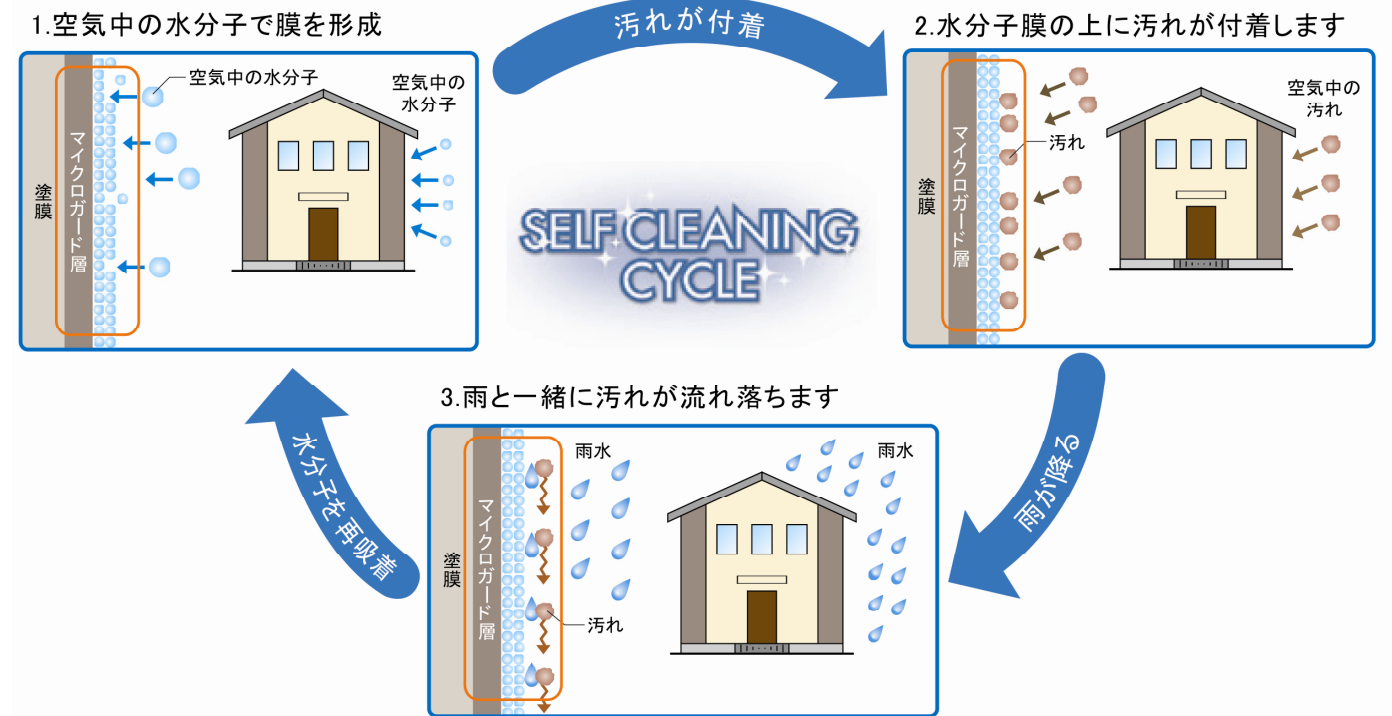 1.空気中の水分子で膜を形成
塗膜
マイクロガード層
空気中の水分子
空気中の
水分子
汚れが付着
2.水分子膜の上に汚れが付着します
塗膜
マイクロガード層
汚れ
空気中の
汚れ
SELF CLEANING
CYCLE
雨が降る
3.雨と一緒に汚れが流れ落ちます
塗膜
マイクロガード層
雨水
汚れ
雨水
水分子を再吸着